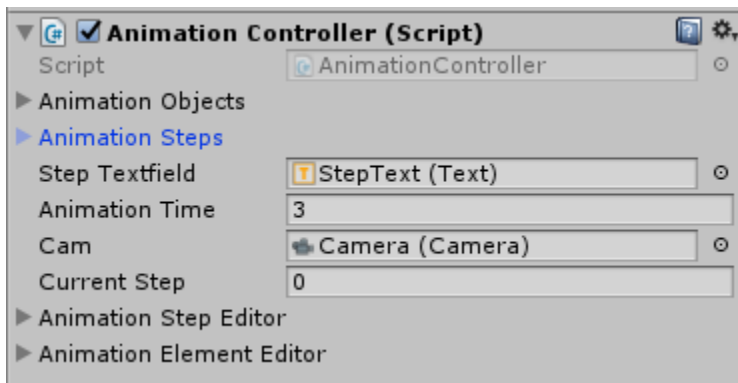 Animation Controller (Script)
Script AnimationController
Animation Objects
Animation Steps
Step Textfield StepText (Text)
Animation Time 3
Cam Camera (Camera)
Current Step 0
Animation Step Editor
Animation Element Editor